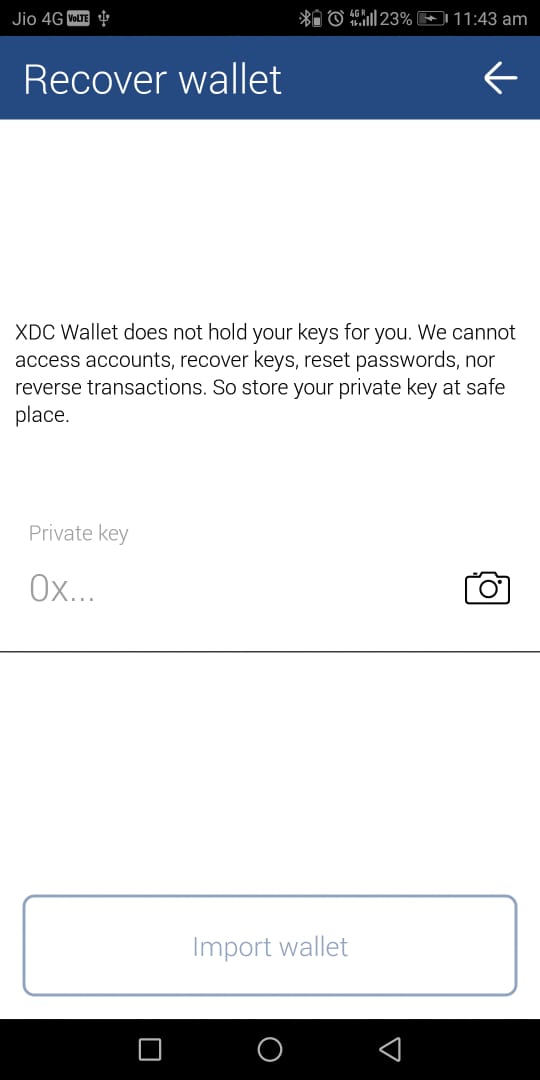 Jio 4G VoLTE 4G R 23% 11:43 am
Recover wallet
XDC Wallet does not hold your keys for you. We cannot
access accounts, recover keys, reset passwords, nor
reverse transactions. So store your private key at safe
place.
Private key
0x...
Import wallet